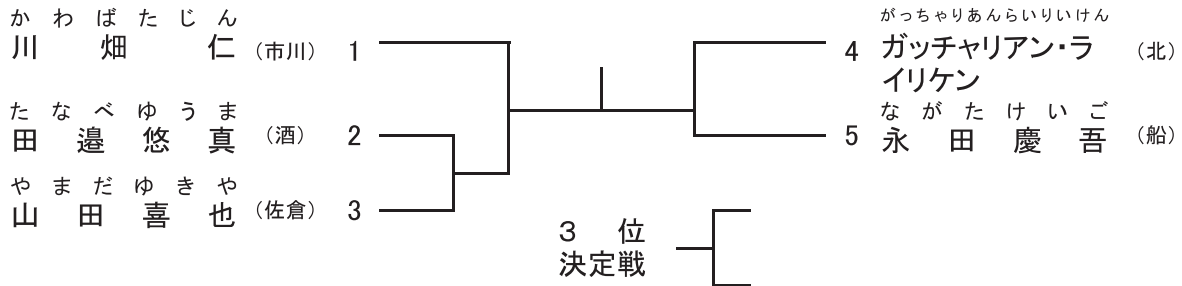 かわばたじん
川畑仁 (市川) 1
たなべゆうま
田邉悠真 (酒) 2
やまだゆきや
山田喜也 (佐倉) 3
がっちゃりあんらいりいけん
4 ガッチャリアン・ラ (北)
イリケン
ながたけいご
5 永田慶吾 (船)
3位
決定戦